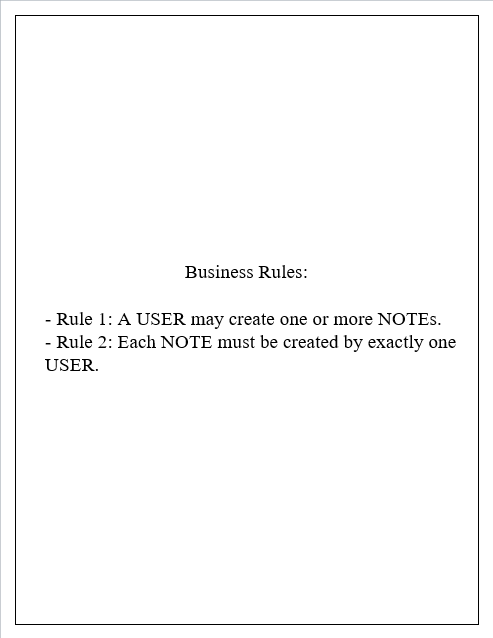 Business Rules:
- Rule 1: A USER may create one or more NOTEs.
- Rule 2: Each NOTE must be created by exactly one
USER.